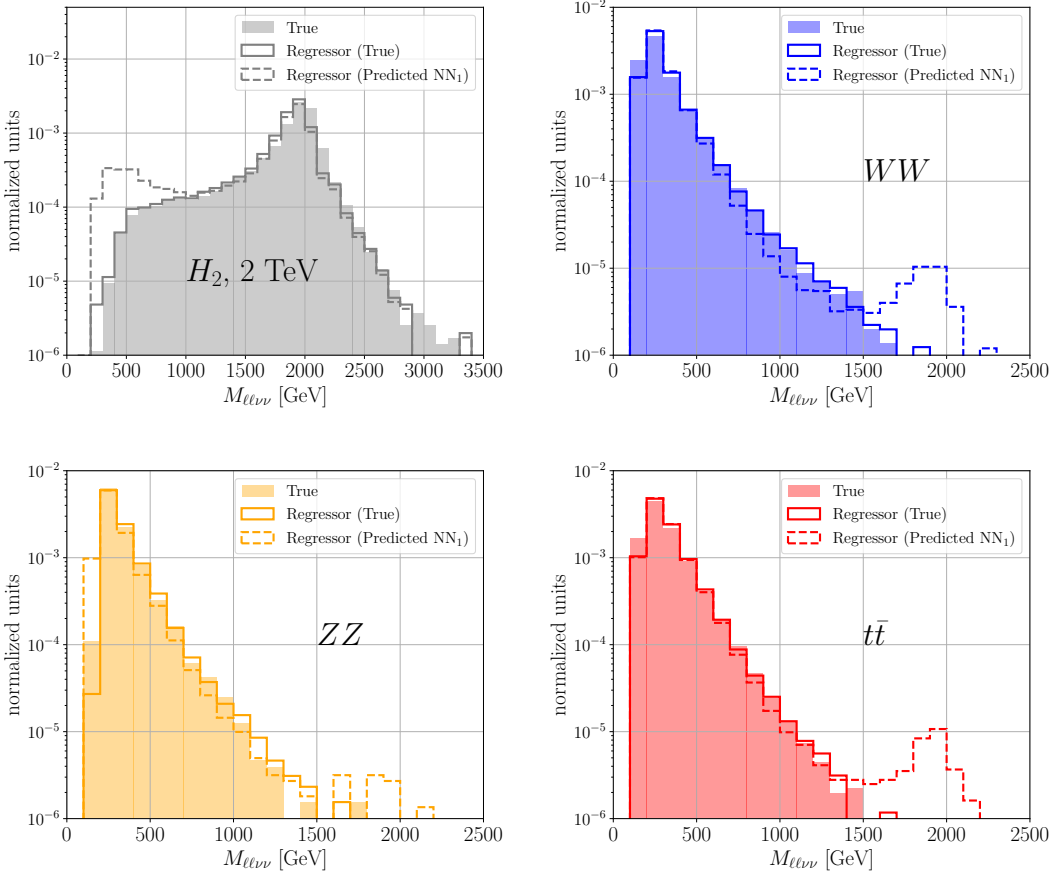 10⁻²
10⁻³
10⁻⁴
10⁻⁵
10⁻⁶
normalized units
True
Regressor (True)
Regressor (Predicted NN₁)
H₂, 2 TeV
0 500 1000 1500 2000 2500 3000 3500
M_ℓℓνν [GeV]
10⁻²
10⁻³
10⁻⁴
10⁻⁵
10⁻⁶
normalized units
True
Regressor (True)
Regressor (Predicted NN₁)
WW
0 500 1000 1500 2000 2500
M_ℓℓνν [GeV]
10⁻²
10⁻³
10⁻⁴
10⁻⁵
10⁻⁶
normalized units
True
Regressor (True)
Regressor (Predicted NN₁)
ZZ
0 500 1000 1500 2000 2500
M_ℓℓνν [GeV]
10⁻²
10⁻³
10⁻⁴
10⁻⁵
10⁻⁶
normalized units
True
Regressor (True)
Regressor (Predicted NN₁)
tt̄
0 500 1000 1500 2000 2500
M_ℓℓνν [GeV]